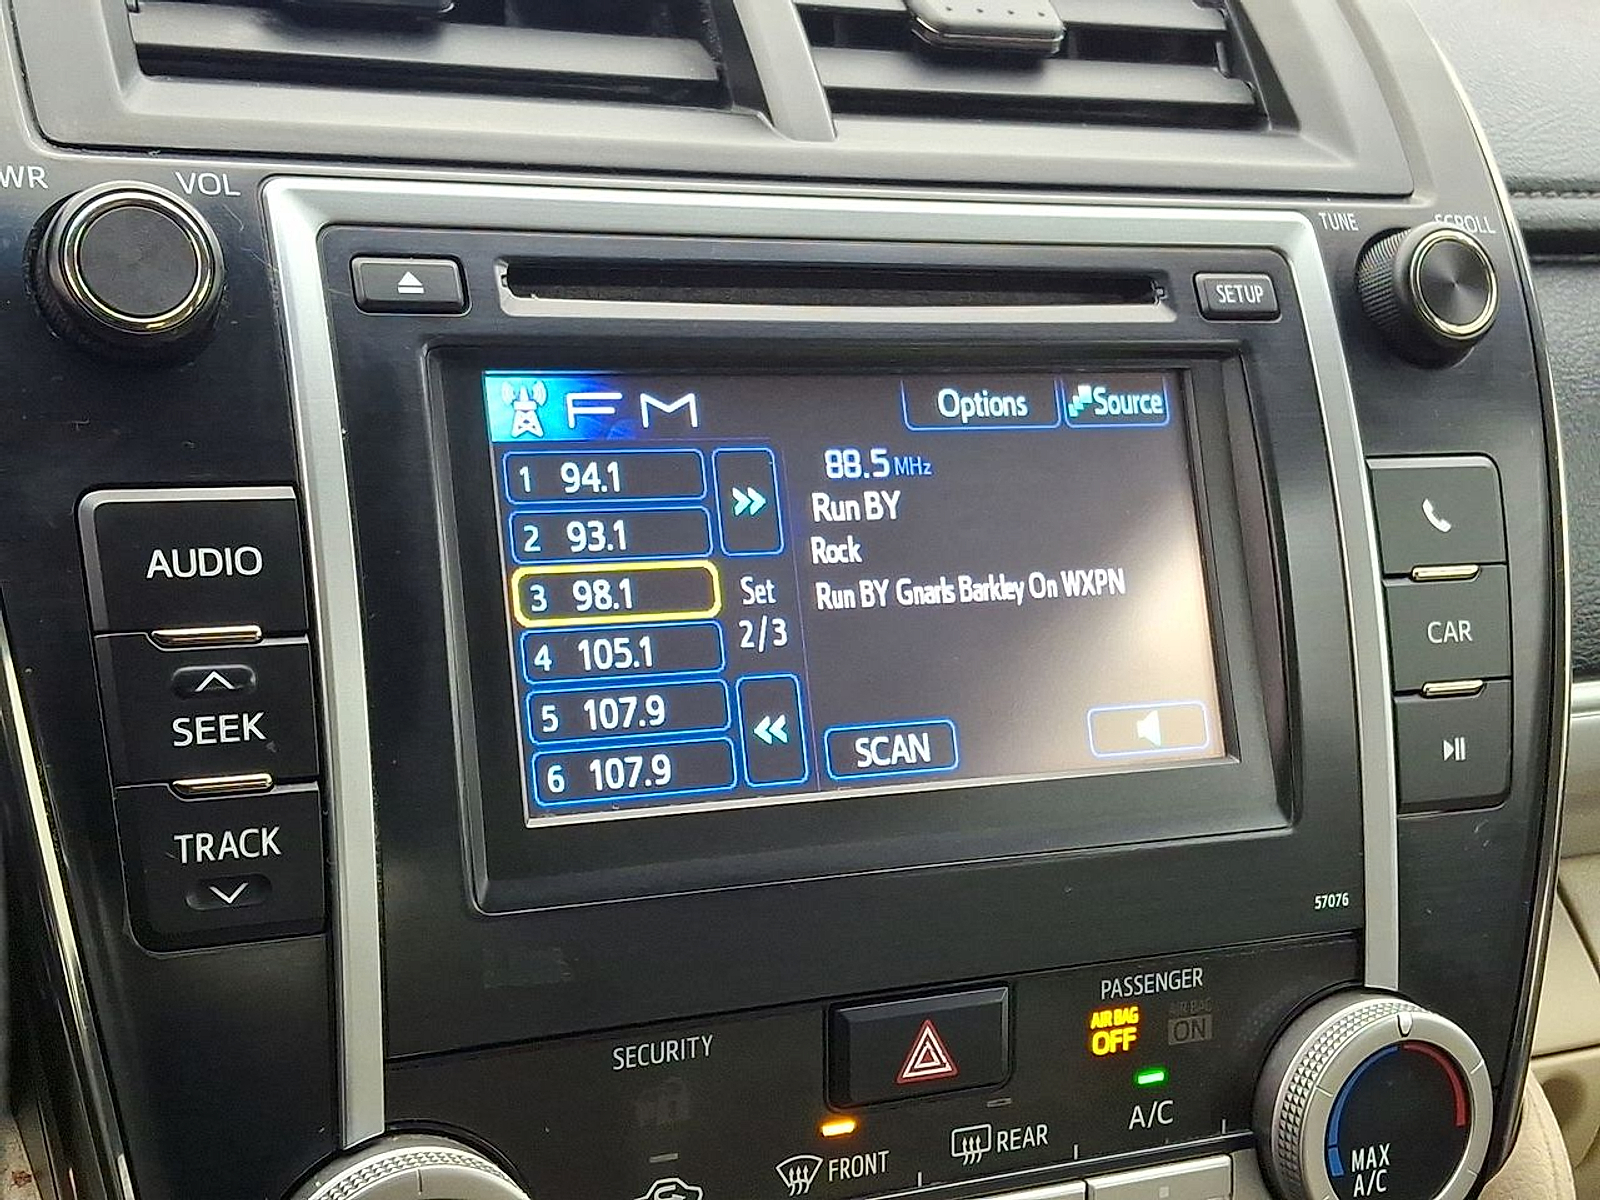 WR
VOL
TUNE
SCROLL
SETUP
FM
Options
Source
1 94.1
2 93.1
3 98.1
4 105.1
5 107.9
6 107.9
Set
2/3
88.5 MHz
Run BY
Rock
Run BY Gnarls Barkley On WXPN
SCAN
AUDIO
SEEK
TRACK
CAR
57076
SECURITY
PASSENGER
AIR BAG
OFF
AIR BAG
ON
A/C
FRONT
REAR
MAX
A/C